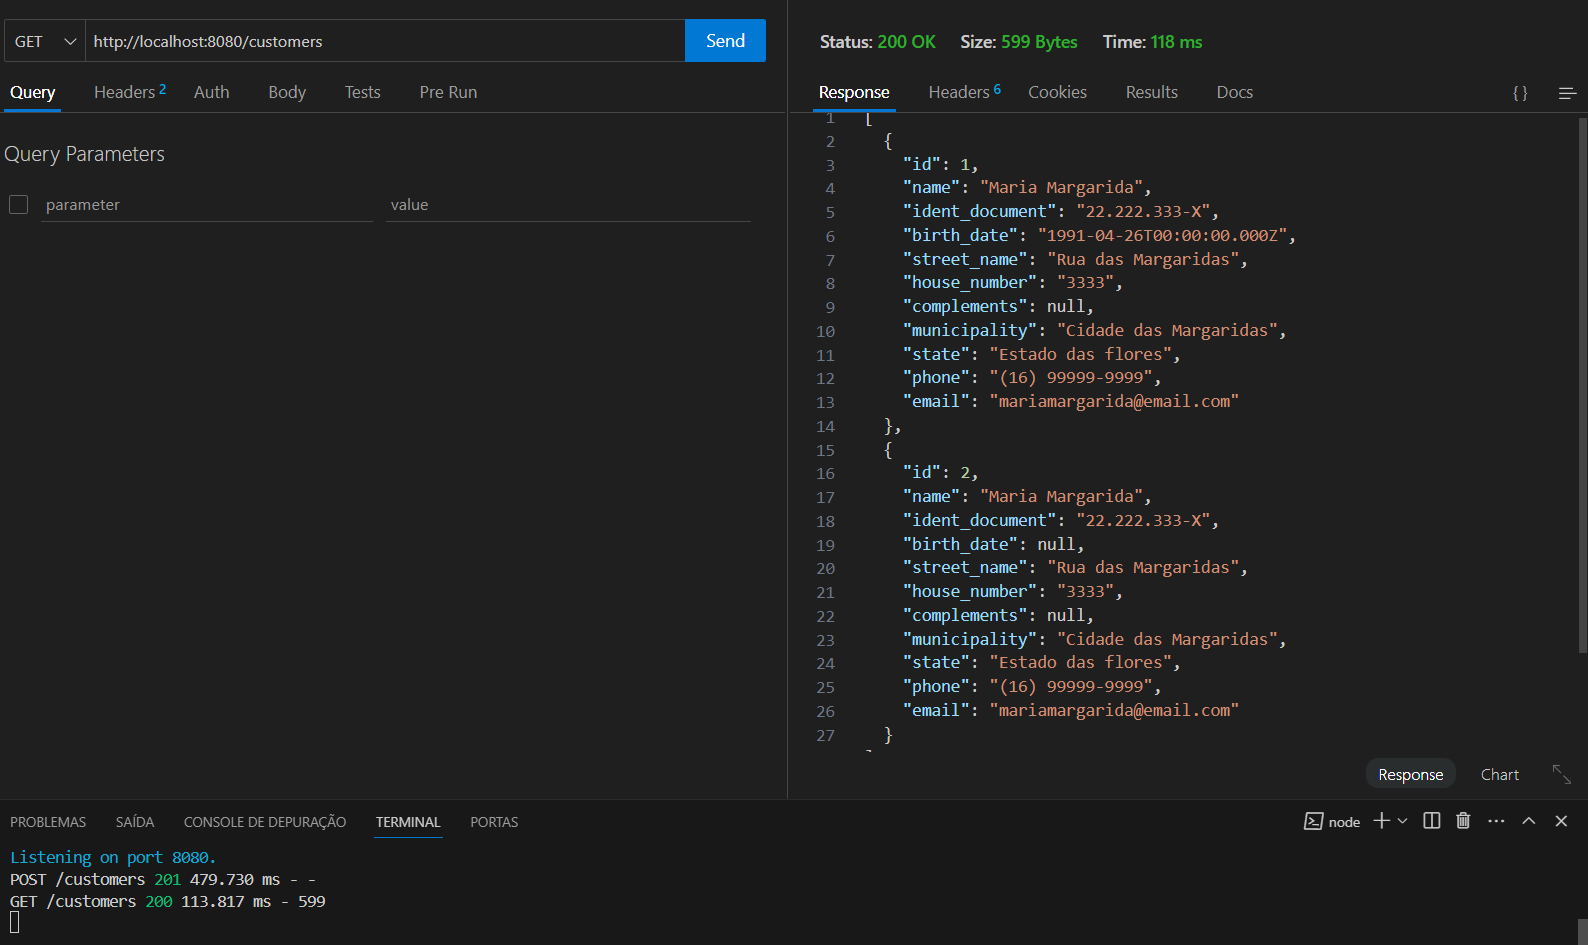 GET http://localhost:8080/customers Send
Query Headers 2 Auth Body Tests Pre Run
Query Parameters
parameter value
Status: 200 OK Size: 599 Bytes Time: 118 ms
Response Headers 6 Cookies Results Docs { }
1 [
2 {
3 "id": 1,
4 "name": "Maria Margarida",
5 "ident_document": "22.222.333-X",
6 "birth_date": "1991-04-26T00:00:00.000Z",
7 "street_name": "Rua das Margaridas",
8 "house_number": "3333",
9 "complements": null,
10 "municipality": "Cidade das Margaridas",
11 "state": "Estado das flores",
12 "phone": "(16) 99999-9999",
13 "email": "mariamargarida@email.com"
14 },
15 {
16 "id": 2,
17 "name": "Maria Margarida",
18 "ident_document": "22.222.333-X",
19 "birth_date": null,
20 "street_name": "Rua das Margaridas",
21 "house_number": "3333",
22 "complements": null,
23 "municipality": "Cidade das Margaridas",
24 "state": "Estado das flores",
25 "phone": "(16) 99999-9999",
26 "email": "mariamargarida@email.com"
27 }
Response Chart
PROBLEMAS SAÍDA CONSOLE DE DEPURAÇÃO TERMINAL PORTAS node
Listening on port 8080.
POST /customers 201 479.730 ms - -
GET /customers 200 113.817 ms - 599